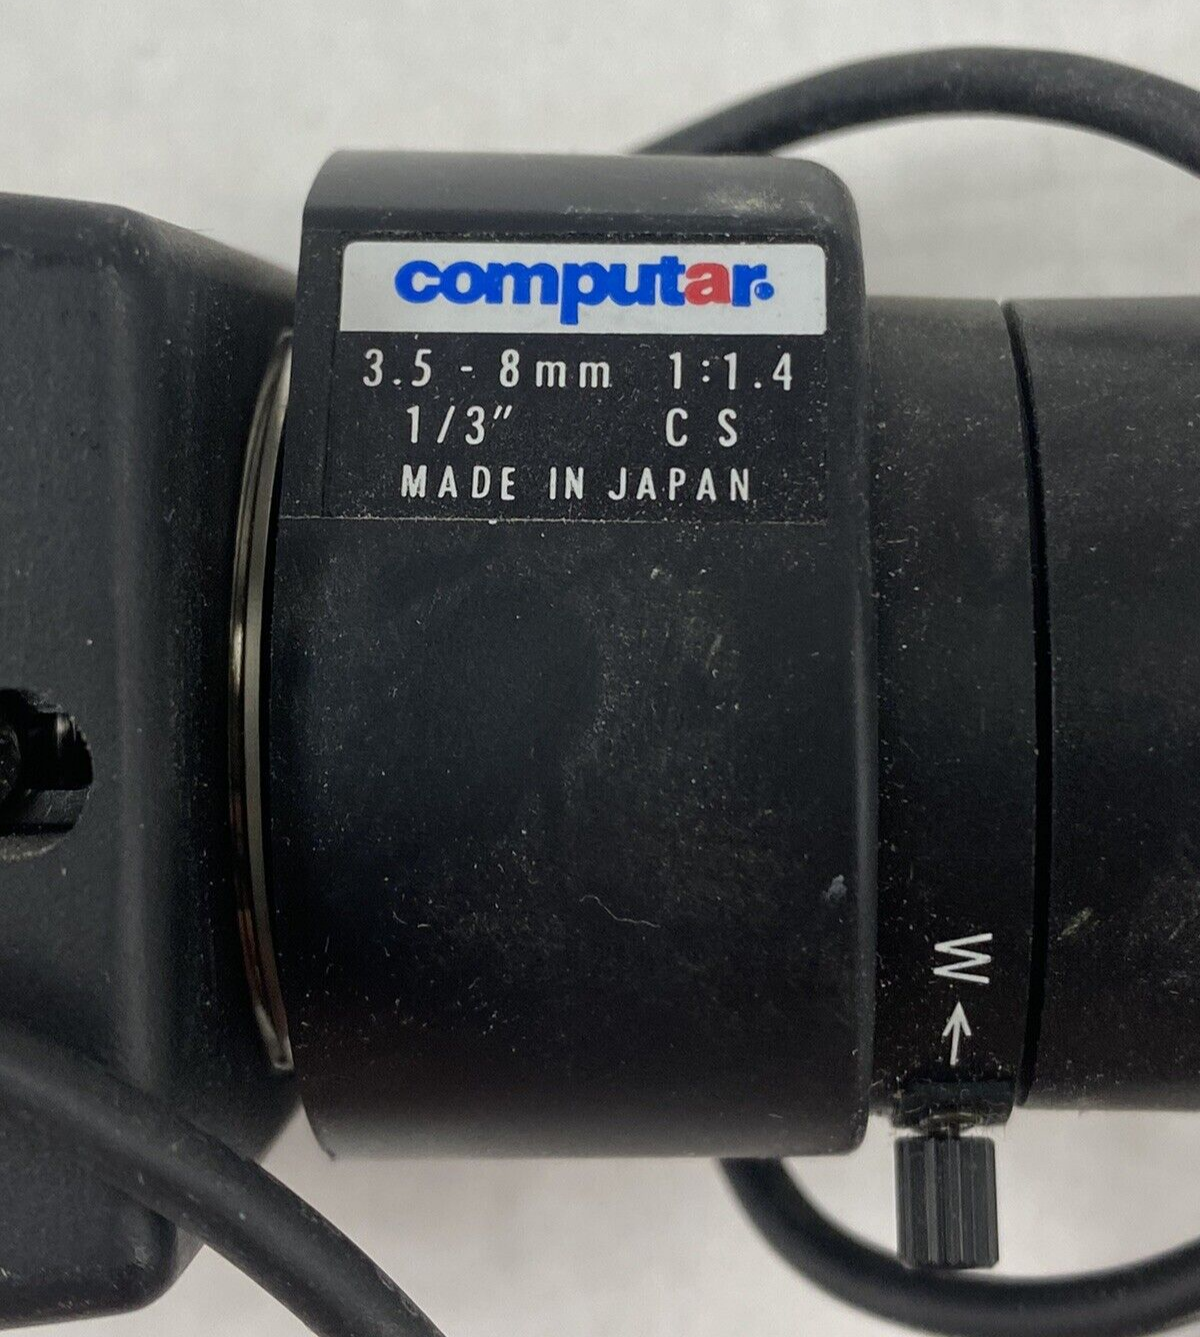 computar.
3.5 - 8mm 1:1.4
1/3" CS
MADE IN JAPAN
W ←